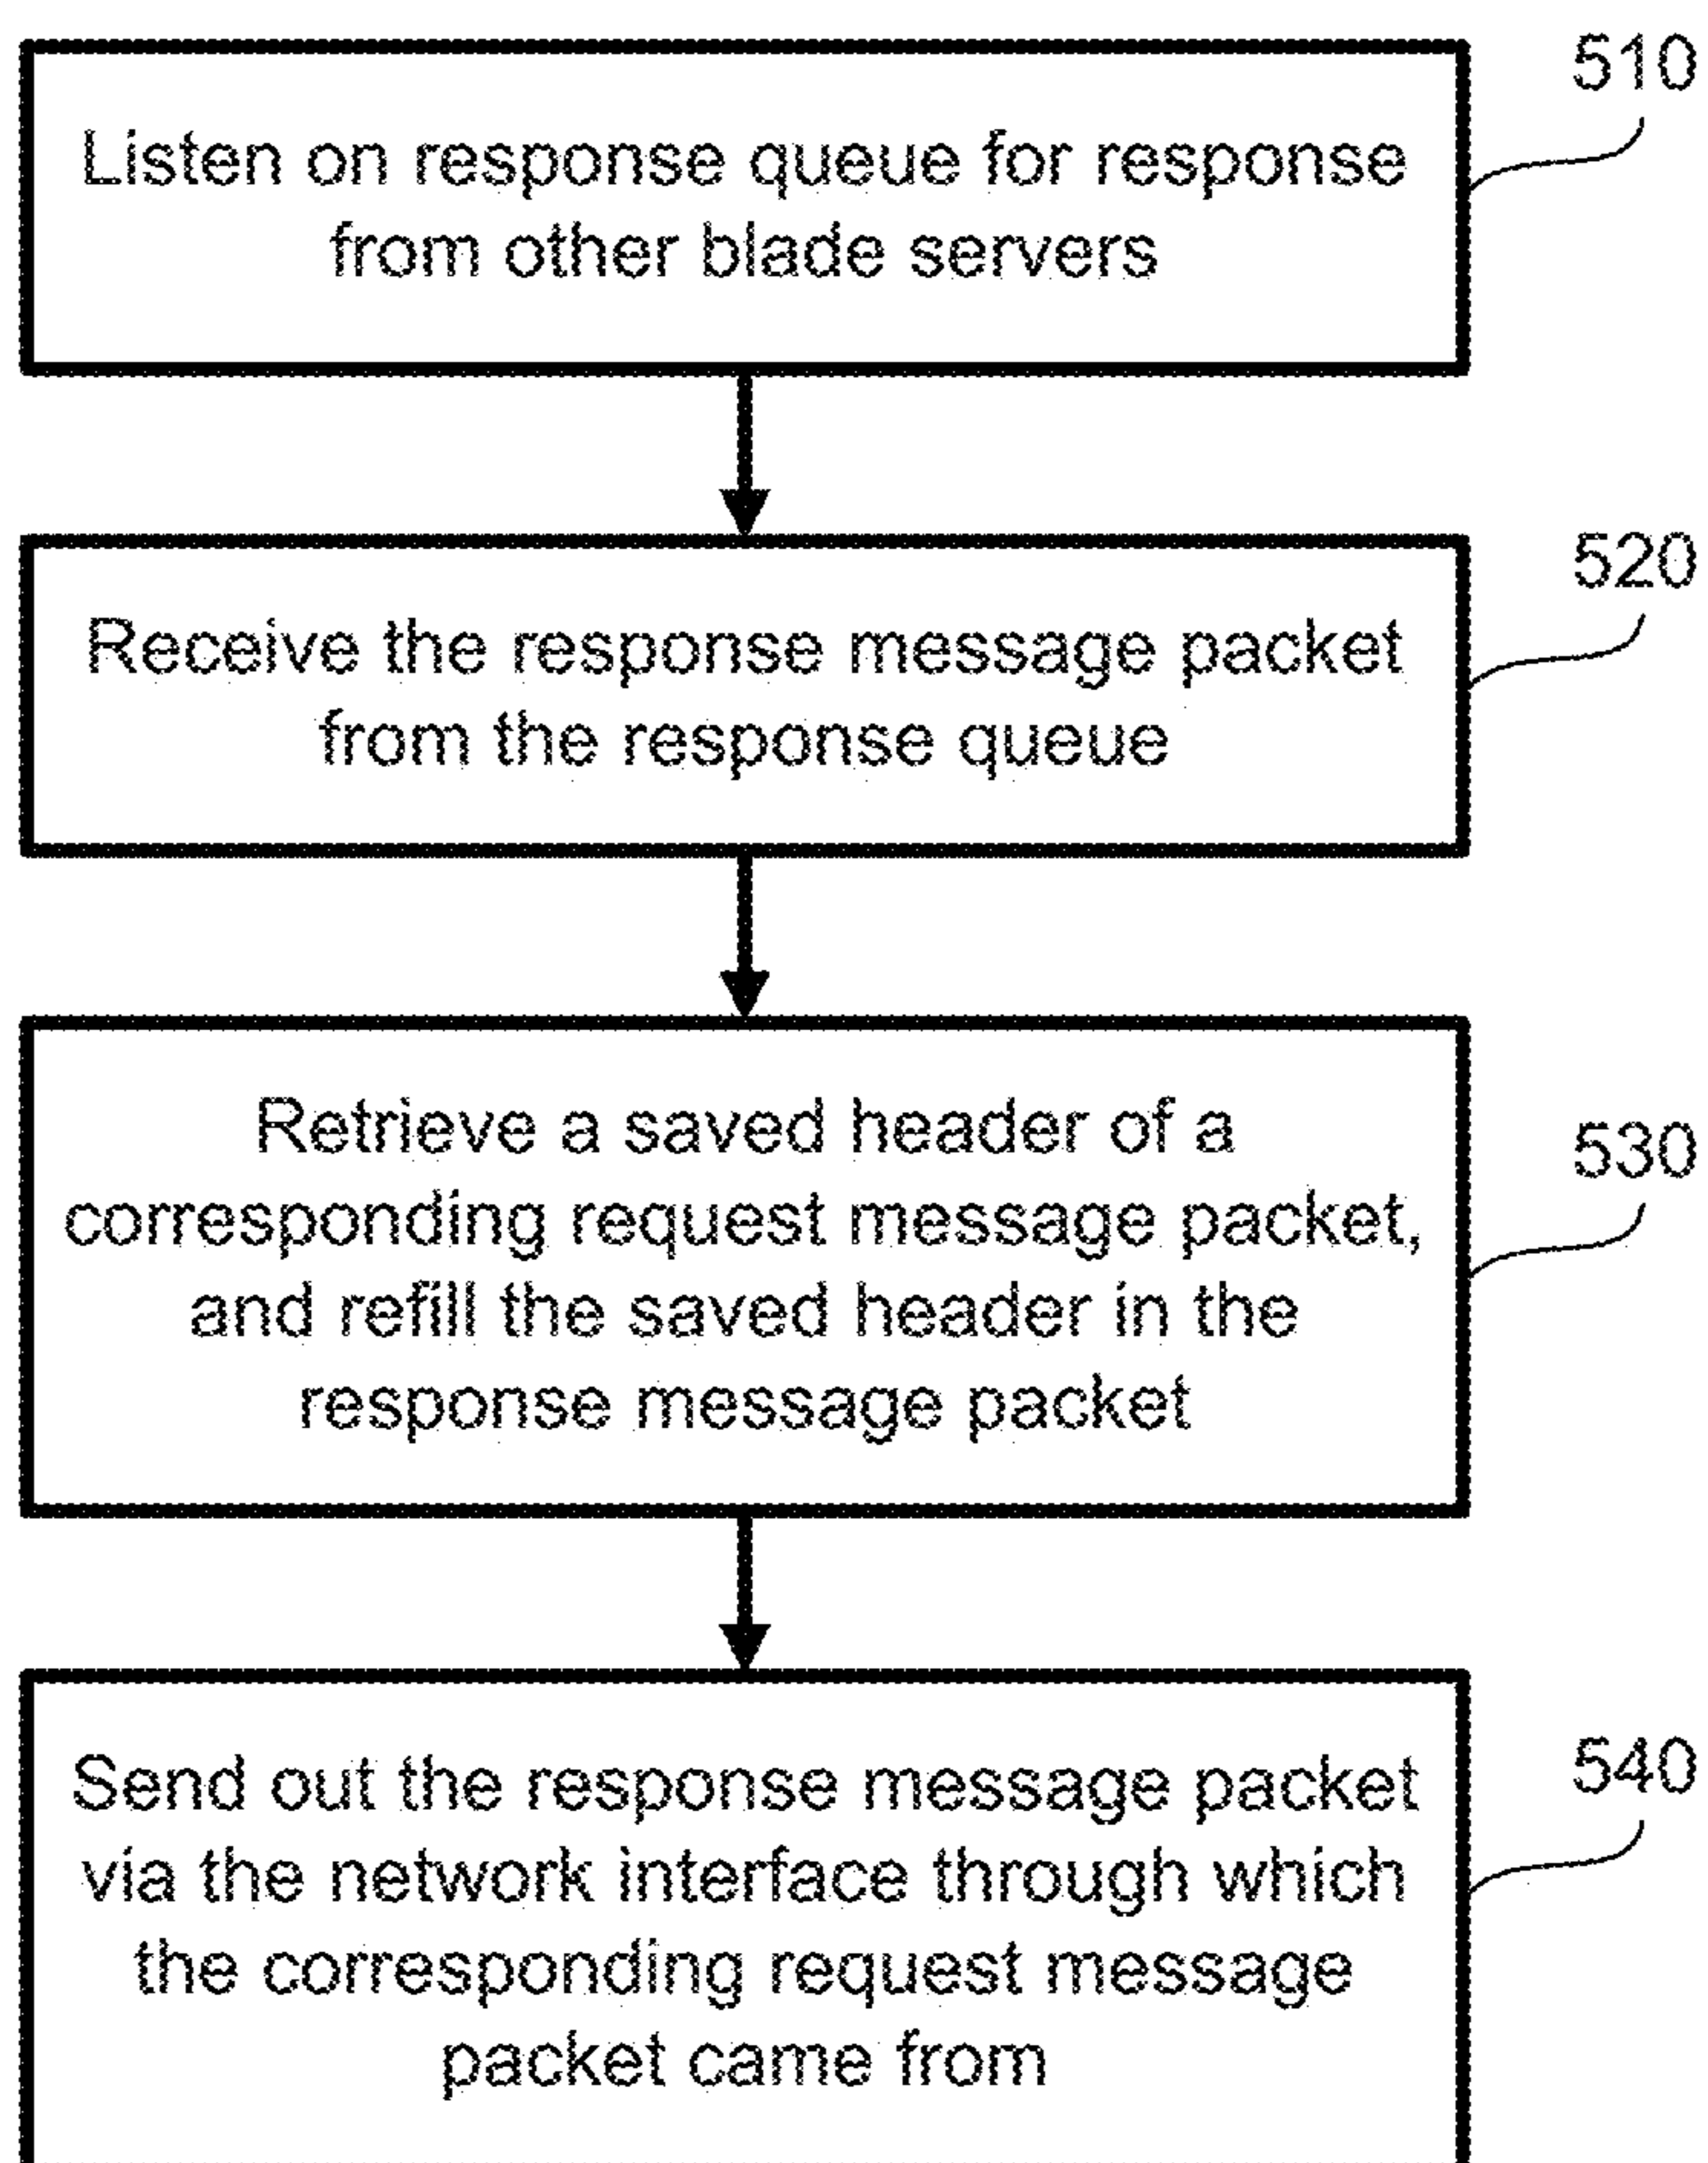 510
Listen on response queue for response
from other blade servers
520
Receive the response message packet
from the response queue
530
Retrieve a saved header of a
corresponding request message packet,
and refill the saved header in the
response message packet
540
Send out the response message packet
via the network interface through which
the corresponding request message
packet came from